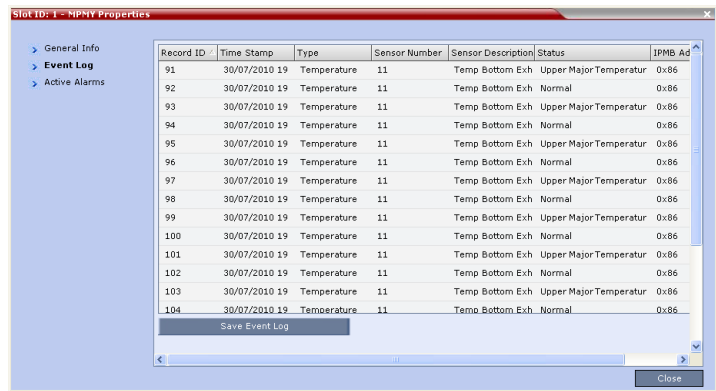 Slot ID: 1 - MPMY Properties
General Info
Event Log
Active Alarms
Record ID Time Stamp Type Sensor Number Sensor Description Status IPMB Ad
91 30/07/2010 19 Temperature 11 Temp Bottom Exh Upper Major Temperatur 0x86
92 30/07/2010 19 Temperature 11 Temp Bottom Exh Normal 0x86
93 30/07/2010 19 Temperature 11 Temp Bottom Exh Upper Major Temperatur 0x86
94 30/07/2010 19 Temperature 11 Temp Bottom Exh Normal 0x86
95 30/07/2010 19 Temperature 11 Temp Bottom Exh Upper Major Temperatur 0x86
96 30/07/2010 19 Temperature 11 Temp Bottom Exh Normal 0x86
97 30/07/2010 19 Temperature 11 Temp Bottom Exh Upper Major Temperatur 0x86
98 30/07/2010 19 Temperature 11 Temp Bottom Exh Normal 0x86
99 30/07/2010 19 Temperature 11 Temp Bottom Exh Upper Major Temperatur 0x86
100 30/07/2010 19 Temperature 11 Temp Bottom Exh Normal 0x86
101 30/07/2010 19 Temperature 11 Temp Bottom Exh Upper Major Temperatur 0x86
102 30/07/2010 19 Temperature 11 Temp Bottom Exh Normal 0x86
103 30/07/2010 19 Temperature 11 Temp Bottom Exh Upper Major Temperatur 0x86
104 30/07/2010 19 Temperature 11 Temp Bottom Exh Normal 0x86
Save Event Log
Close